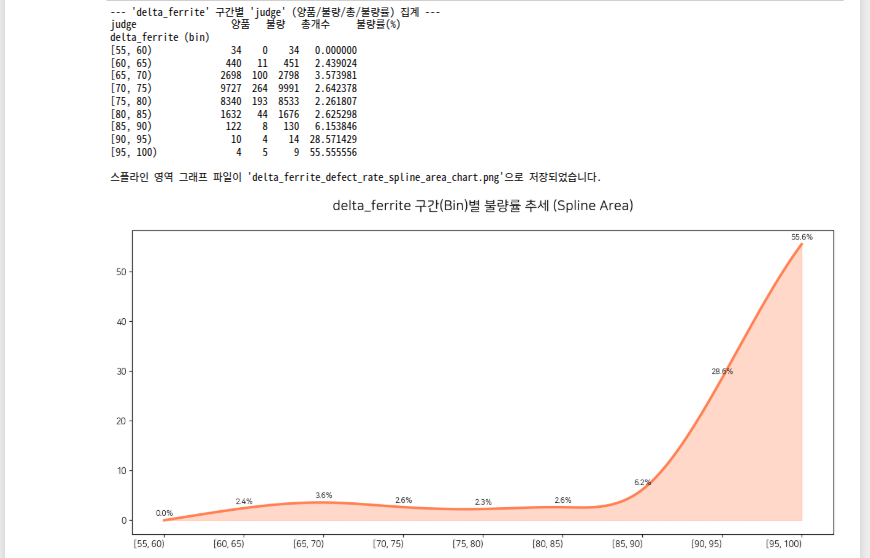 --- 'delta_ferrite' 구간별 'judge' (양품/불량/총/불량률) 집계 ---
judge 양품 불량 총개수 불량률(%)
delta_ferrite (bin)
[55, 60) 34 0 34 0.000000
[60, 65) 440 11 451 2.439024
[65, 70) 2698 100 2798 3.573981
[70, 75) 9727 264 9991 2.642378
[75, 80) 8340 193 8533 2.261807
[80, 85) 1632 44 1676 2.625298
[85, 90) 122 8 130 6.153846
[90, 95) 10 4 14 28.571429
[95, 100) 4 5 9 55.555556
스플라인 영역 그래프 파일이 'delta_ferrite_defect_rate_spline_area_chart.png'으로 저장되었습니다.
delta_ferrite 구간(Bin)별 불량률 추세 (Spline Area)
55.6%
50
40
30
28.6%
20
10
6.2%
3.6%
2.4%
2.6%
2.3%
2.6%
0.0%
0
[55, 60) [60, 65) [65, 70) [70, 75) [75, 80) [80, 85) [85, 90) [90, 95) [95, 100)